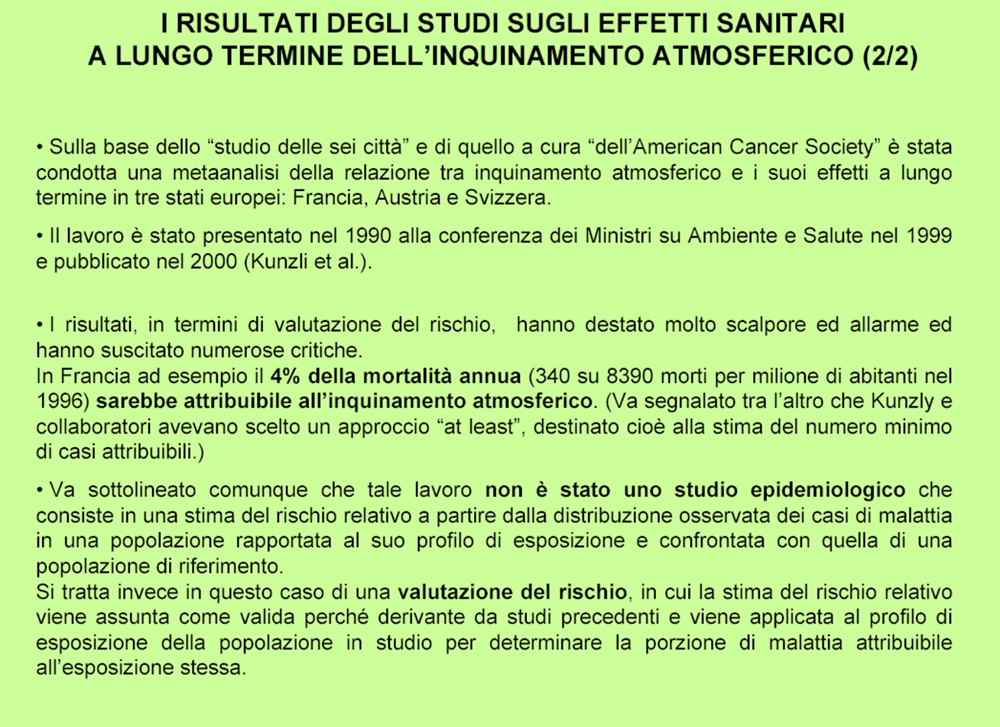 I RISULTATI DEGLI STUDI SUGLI EFFETTI SANITARI
A LUNGO TERMINE DELL’INQUINAMENTO ATMOSFERICO (2/2)
• Sulla base dello “studio delle sei città” e di quello a cura “dell’American Cancer Society” è stata
condotta una metaanalisi della relazione tra inquinamento atmosferico e i suoi effetti a lungo
termine in tre stati europei: Francia, Austria e Svizzera.
• Il lavoro è stato presentato nel 1990 alla conferenza dei Ministri su Ambiente e Salute nel 1999
e pubblicato nel 2000 (Kunzli et al.).
• I risultati, in termini di valutazione del rischio, hanno destato molto scalpore ed allarme ed
hanno suscitato numerose critiche.
In Francia ad esempio il 4% della mortalità annua (340 su 8390 morti per milione di abitanti nel
1996) sarebbe attribuibile all’inquinamento atmosferico. (Va segnalato tra l’altro che Kunzly e
collaboratori avevano scelto un approccio “at least”, destinato cioè alla stima del numero minimo
di casi attribuibili.)
• Va sottolineato comunque che tale lavoro non è stato uno studio epidemiologico che
consiste in una stima del rischio relativo a partire dalla distribuzione osservata dei casi di malattia
in una popolazione rapportata al suo profilo di esposizione e confrontata con quella di una
popolazione di riferimento.
Si tratta invece in questo caso di una valutazione del rischio, in cui la stima del rischio relativo
viene assunta come valida perché derivante da studi precedenti e viene applicata al profilo di
esposizione della popolazione in studio per determinare la porzione di malattia attribuibile
all’esposizione stessa.